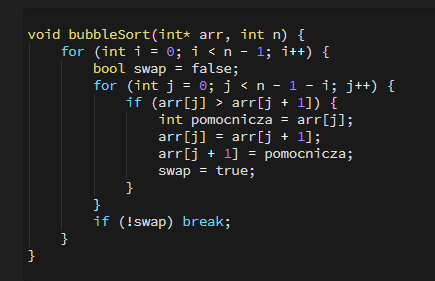 void bubbleSort(int* arr, int n) {
    for (int i = 0; i < n - 1; i++) {
        bool swap = false;
        for (int j = 0; j < n - 1 - i; j++) {
            if (arr[j] > arr[j + 1]) {
                int pomocnicza = arr[j];
                arr[j] = arr[j + 1];
                arr[j + 1] = pomocnicza;
                swap = true;
            }
        }
        if (!swap) break;
    }
}